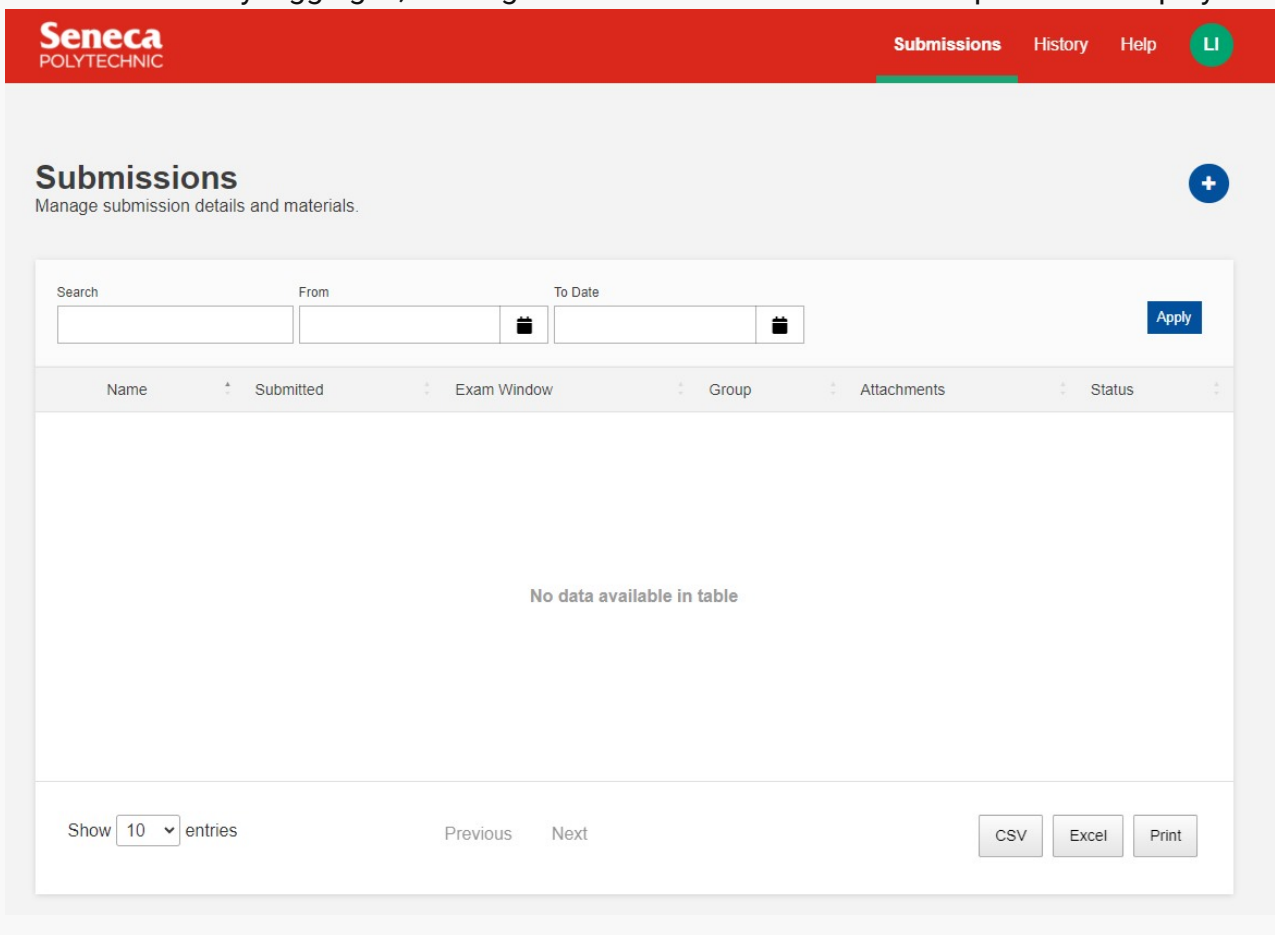 Seneca
POLYTECHNIC
Submissions History Help LI
Submissions
Manage submission details and materials.
+
Search From To Date
Apply
Name Submitted Exam Window Group Attachments Status
No data available in table
Show 10 entries Previous Next CSV Excel Print